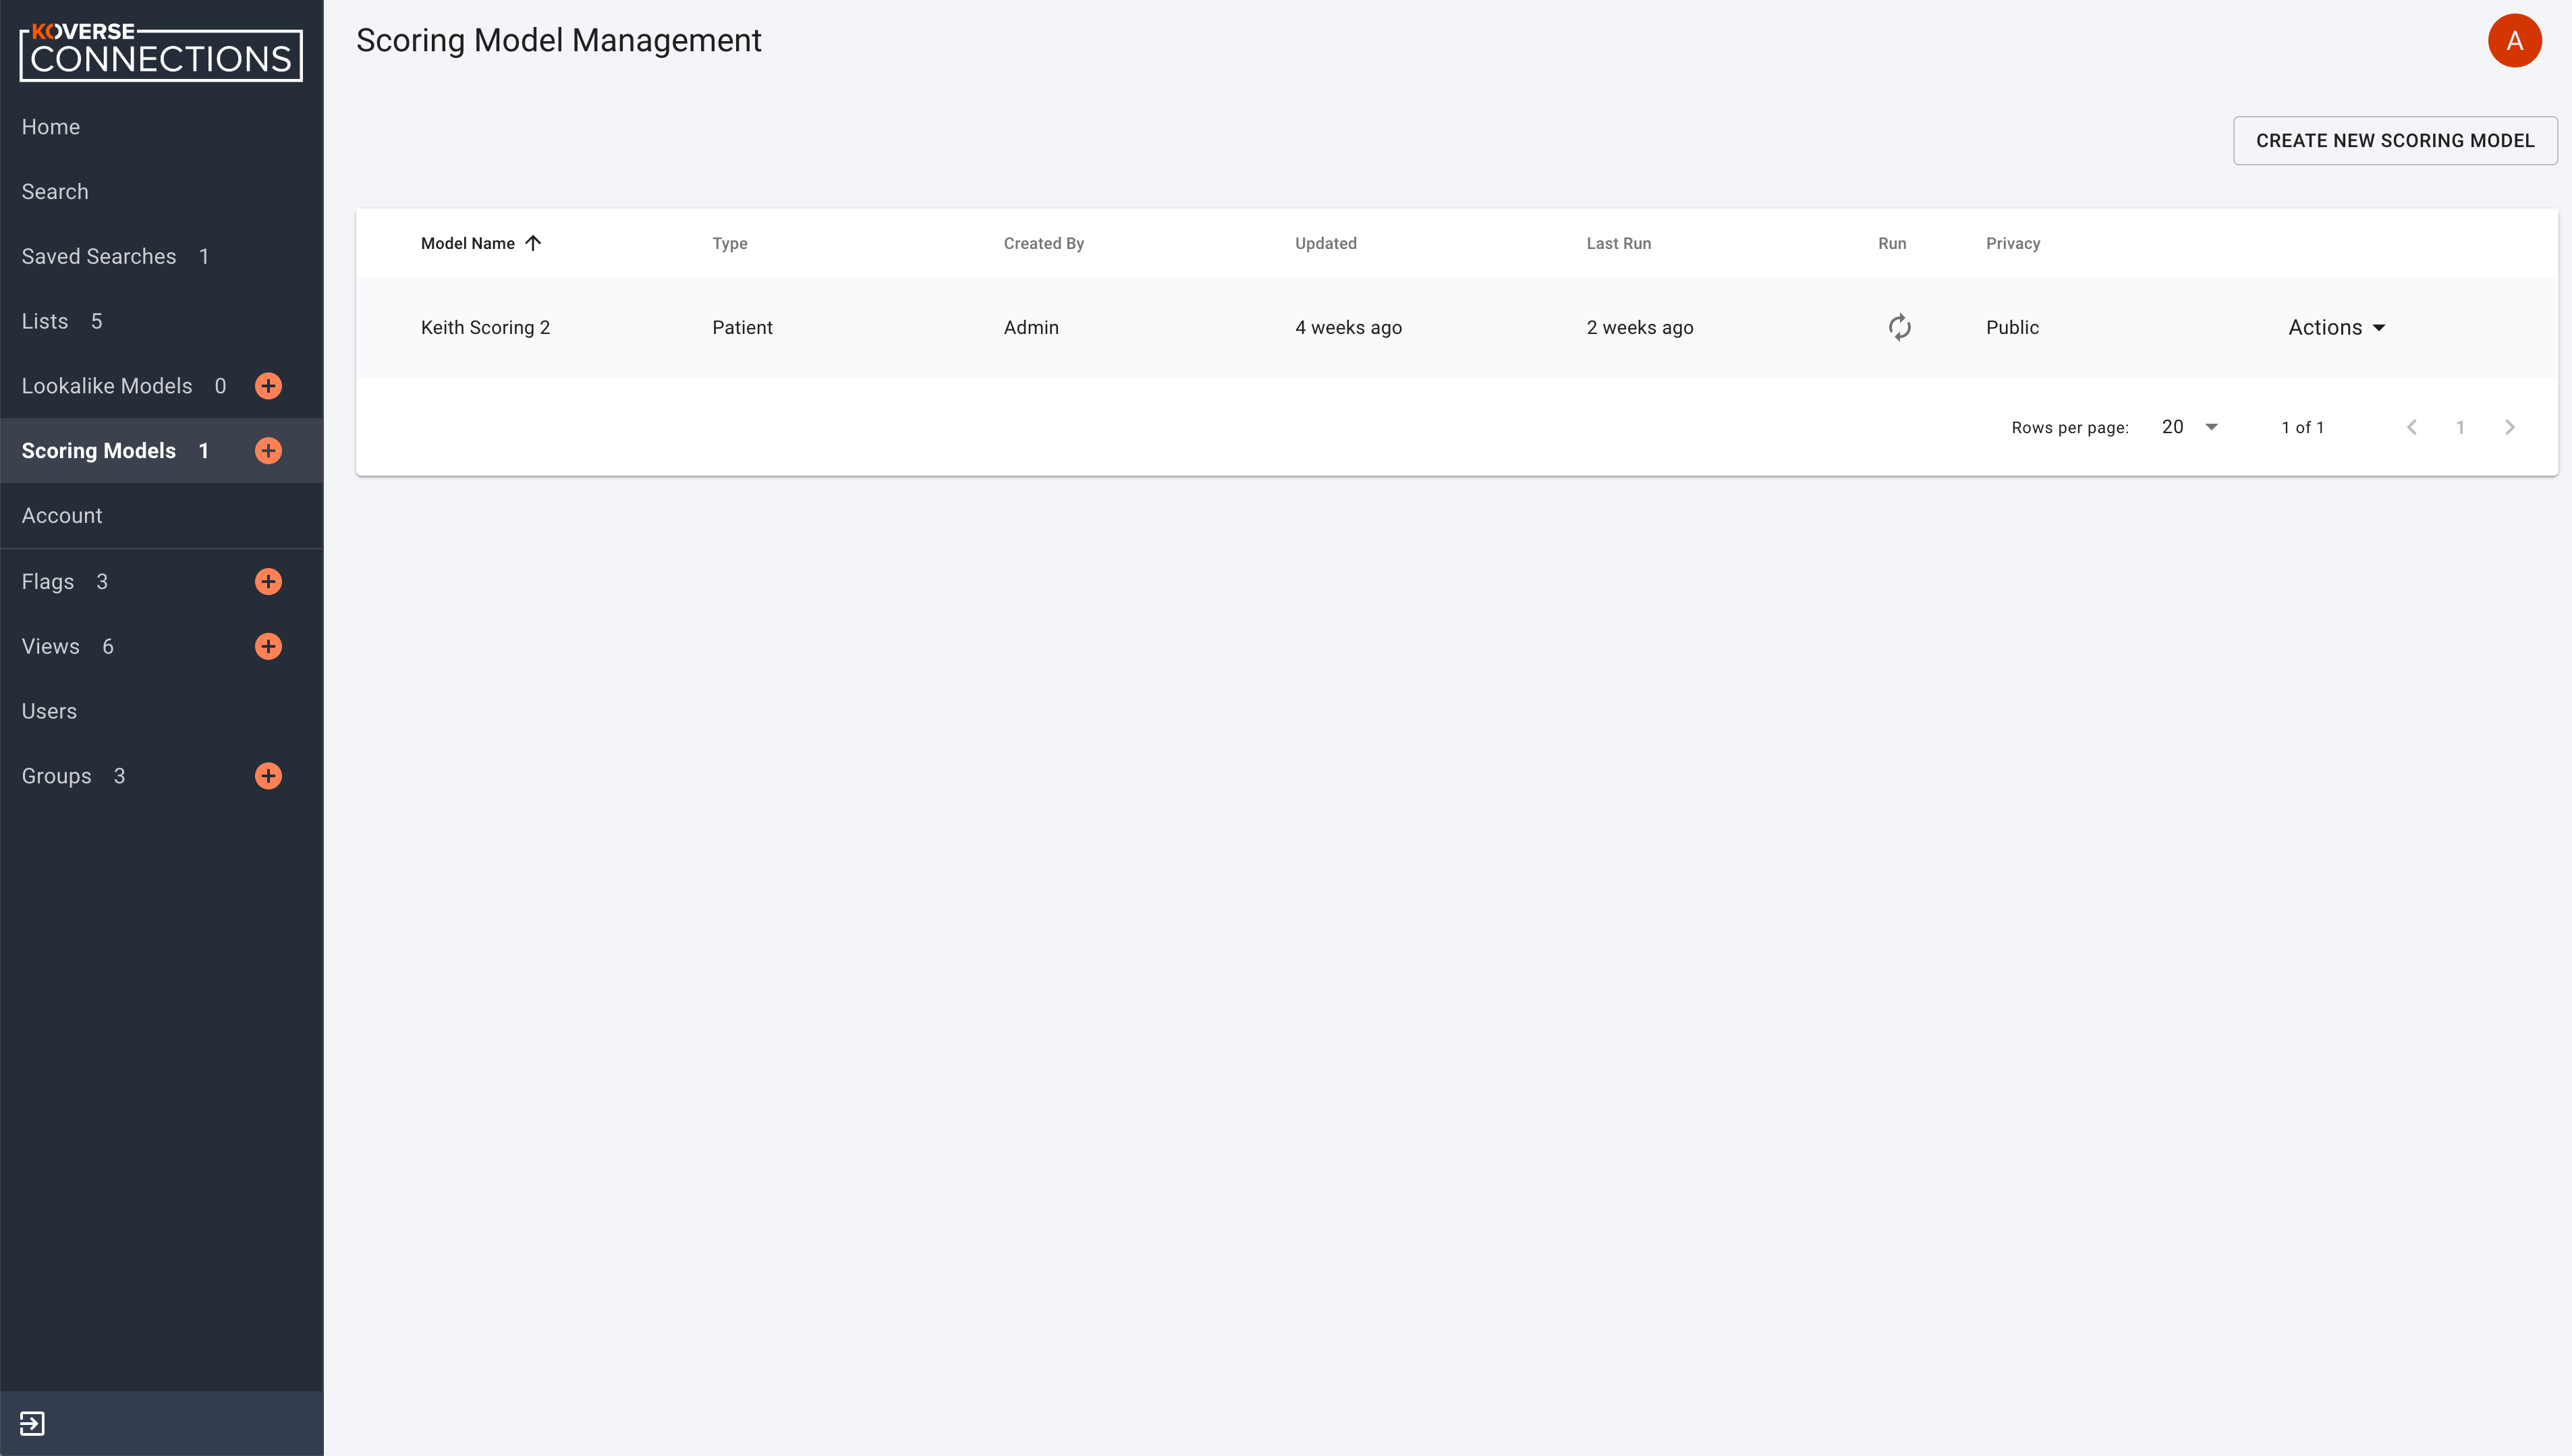 KOVERSE
CONNECTIONS
Home
Search
Saved Searches 1
Lists 5
Lookalike Models 0
Scoring Models 1
Account
Flags 3
Views 6
Users
Groups 3
Scoring Model Management
A
CREATE NEW SCORING MODEL
Model Name Type Created By Updated Last Run Run Privacy
Keith Scoring 2 Patient Admin 4 weeks ago 2 weeks ago Public Actions
Rows per page: 20 1 of 1 1